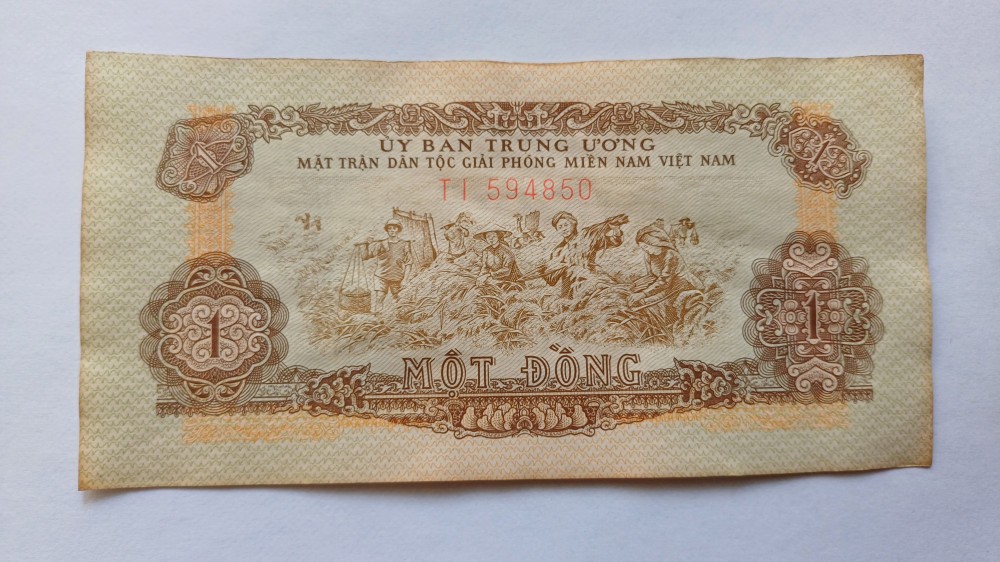 ỦY BAN TRUNG ƯƠNG
MẶT TRẬN DÂN TỘC GIẢI PHÓNG MIỀN NAM VIỆT NAM
TI 594850
1 1
1 1
MỘT ĐỒNG